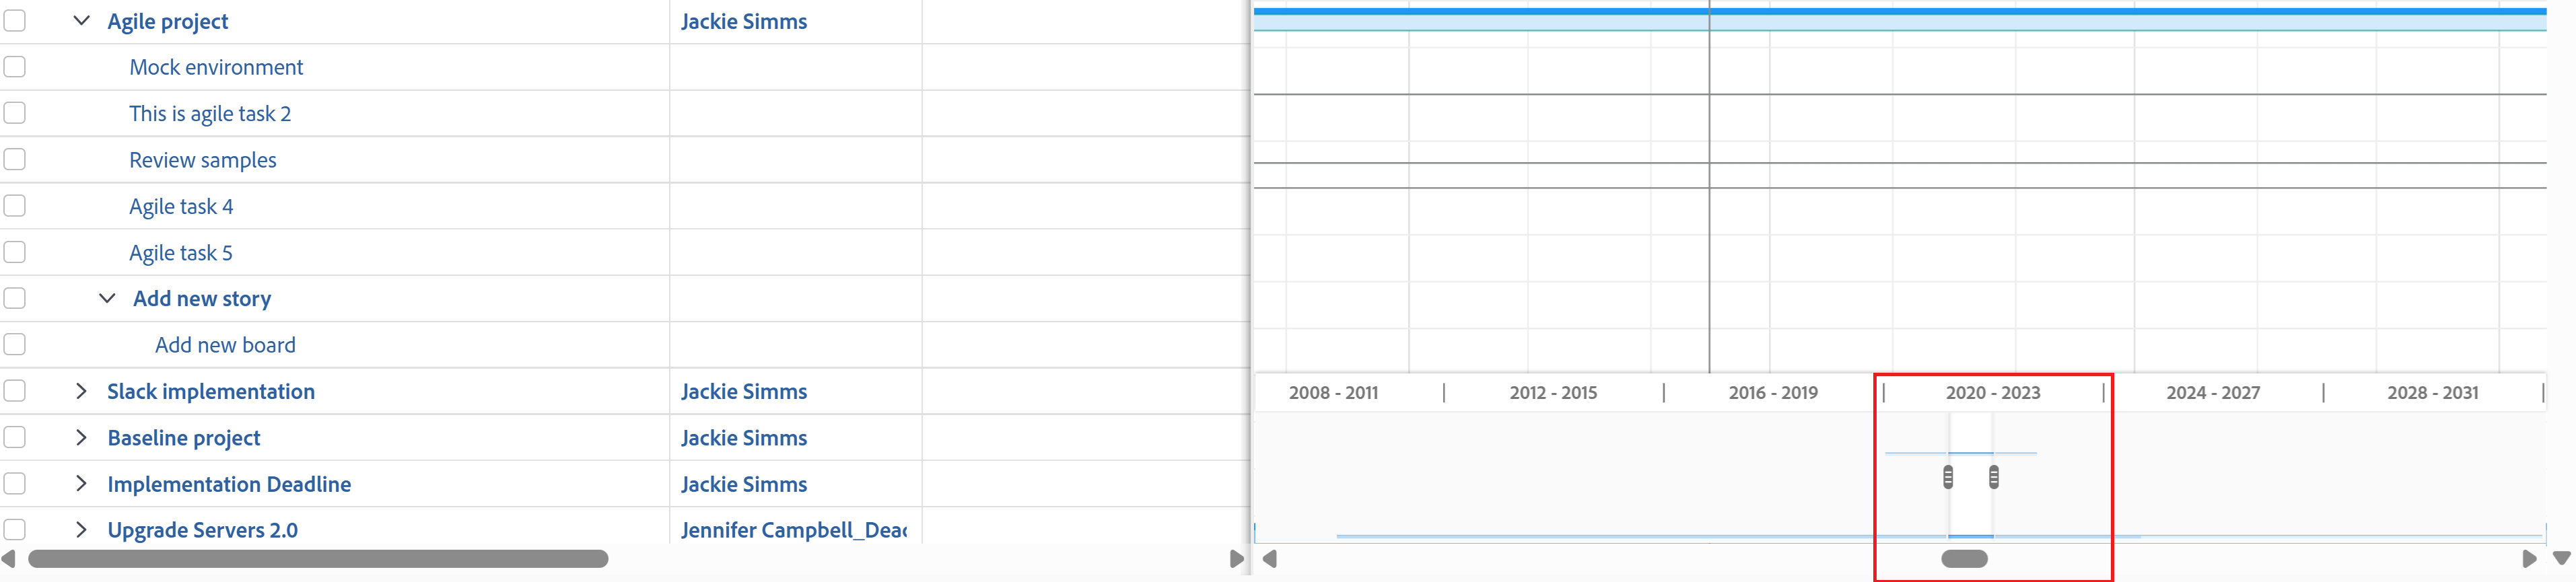 Agile project Jackie Simms
Mock environment
This is agile task 2
Review samples
Agile task 4
Agile task 5
Add new story
Add new board
Slack implementation Jackie Simms
2008 - 2011 | 2012 - 2015 | 2016 - 2019 | 2020 - 2023 | 2024 - 2027 | 2028 - 2031 |
Baseline project Jackie Simms
Implementation Deadline Jackie Simms
Upgrade Servers 2.0 Jennifer Campbell_Deac